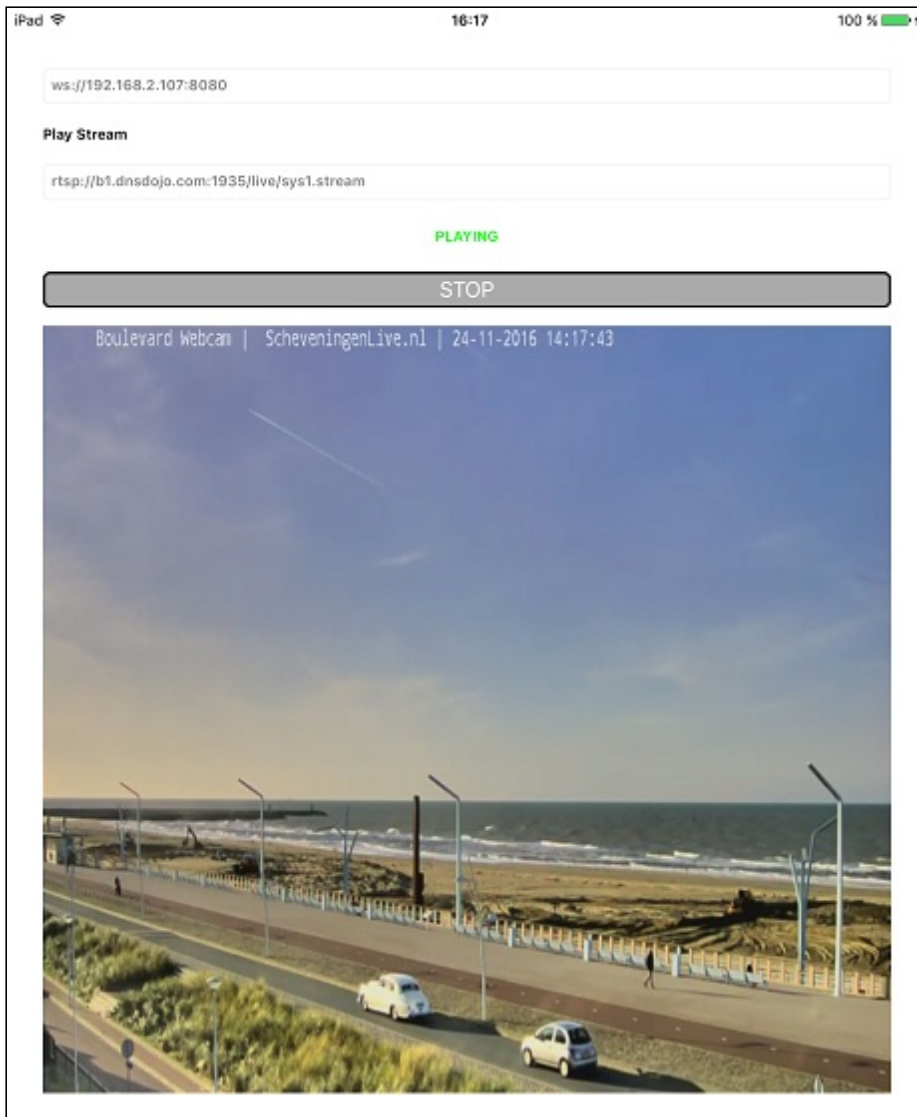 iPad 16:17 100 %
ws://192.168.2.107:8080
Play Stream
rtsp://b1.dnsdojo.com:1935/live/sys1.stream
PLAYING
STOP
Boulevard Webcam | ScheveningenLive.nl | 24-11-2016 14:17:43